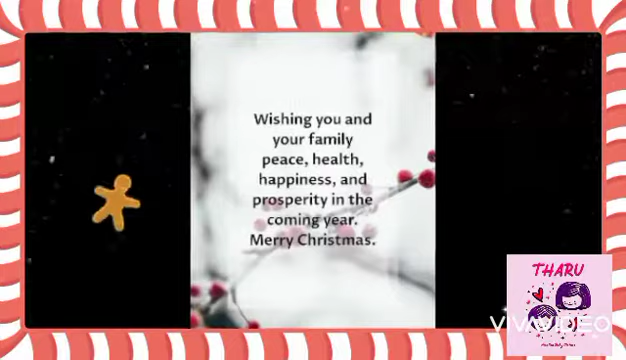 Wishing you and
your family
peace, health,
happiness, and
prosperity in the
coming year.
Merry Christmas.
THARU
VIVAVIDEO